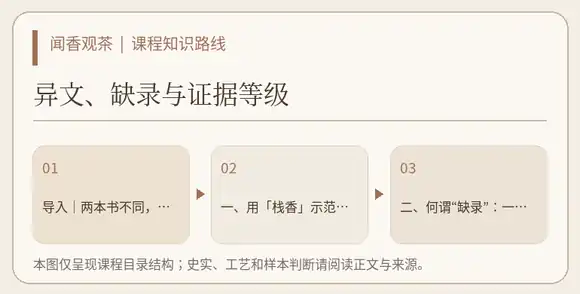 闻香观茶｜课程知识路线
异文、缺录与证据等级
01
导入｜两本书不同，…
02
一、用「栈香」示范…
03
二、何谓“缺录”：一…
本图仅呈现课程目录结构；史实、工艺和样本判断请阅读正文与来源。